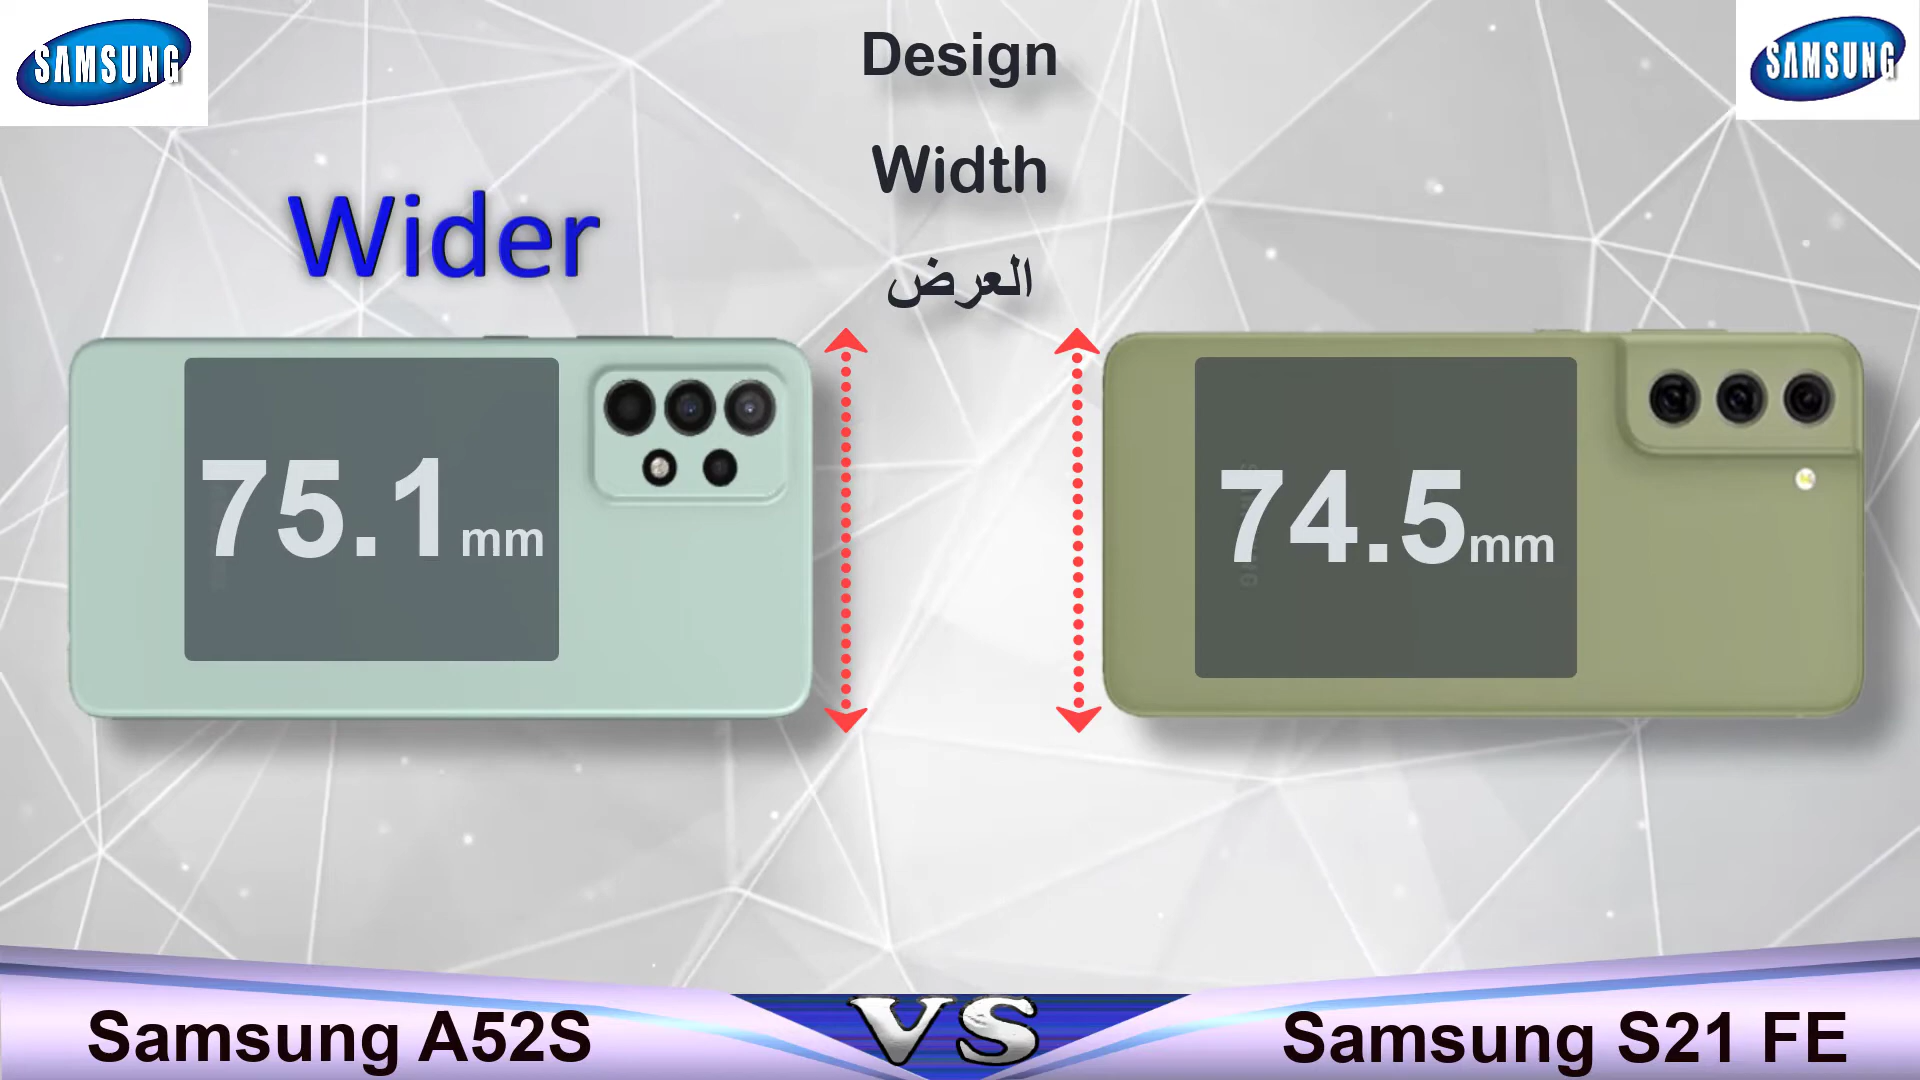 SAMSUNG
SAMSUNG
Design
Width
العرض
Wider
75.1mm
74.5mm
Samsung A52S
VS
Samsung S21 FE